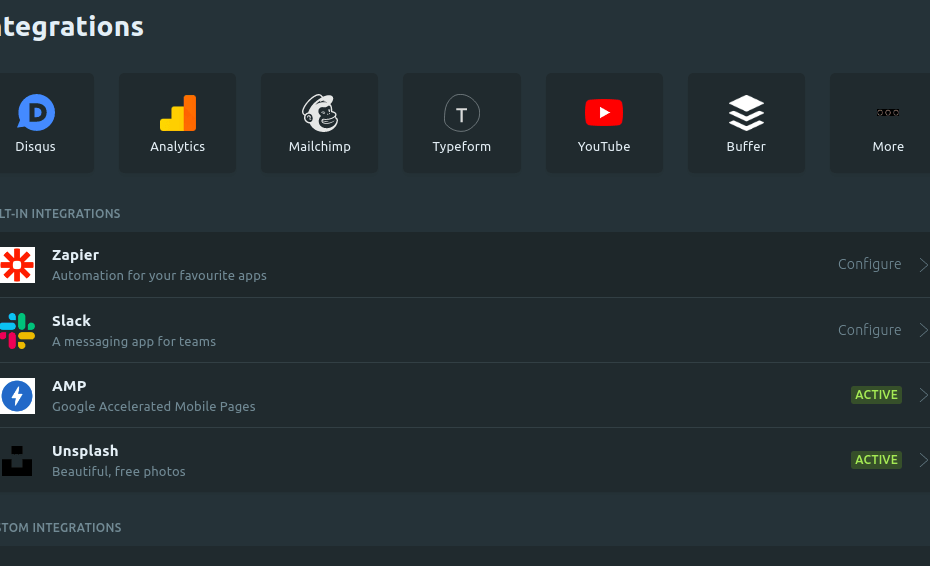 ntegrations
Disqus
Analytics
Mailchimp
T
Typeform
YouTube
Buffer
More
LT-IN INTEGRATIONS
Zapier
Automation for your favourite apps
Configure
Slack
A messaging app for teams
Configure
AMP
Google Accelerated Mobile Pages
ACTIVE
Unsplash
Beautiful, free photos
ACTIVE
STOM INTEGRATIONS